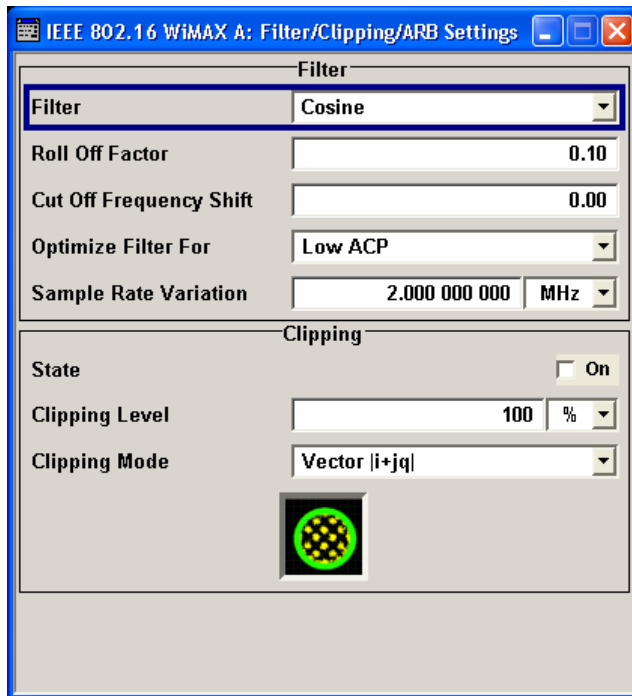 IEEE 802.16 WiMAX A: Filter/Clipping/ARB Settings
Filter
Filter Cosine
Roll Off Factor 0.10
Cut Off Frequency Shift 0.00
Optimize Filter For Low ACP
Sample Rate Variation 2.000 000 000 MHz
Clipping
State On
Clipping Level 100 %
Clipping Mode Vector |i+jq|